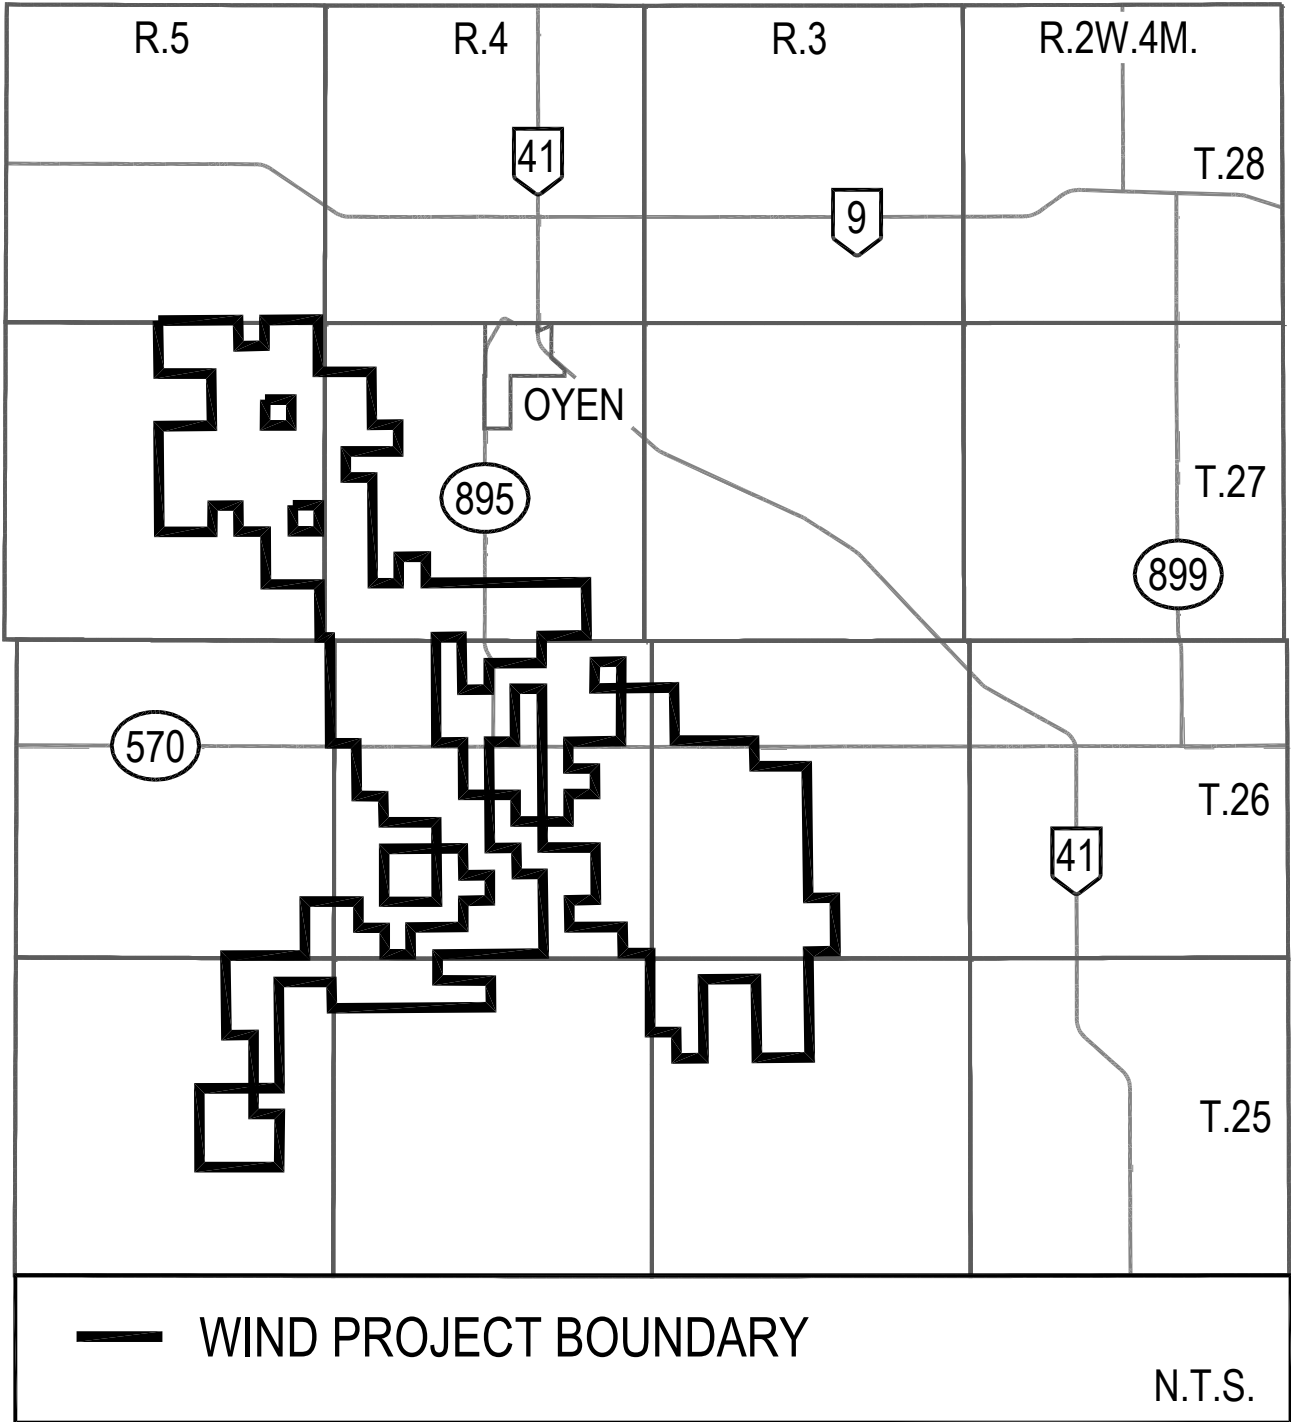 R.5
R.4
R.3
R.2W.4M.
41
T.28
9
OYEN
T.27
895
899
570
T.26
41
T.25
WIND PROJECT BOUNDARY
N.T.S.